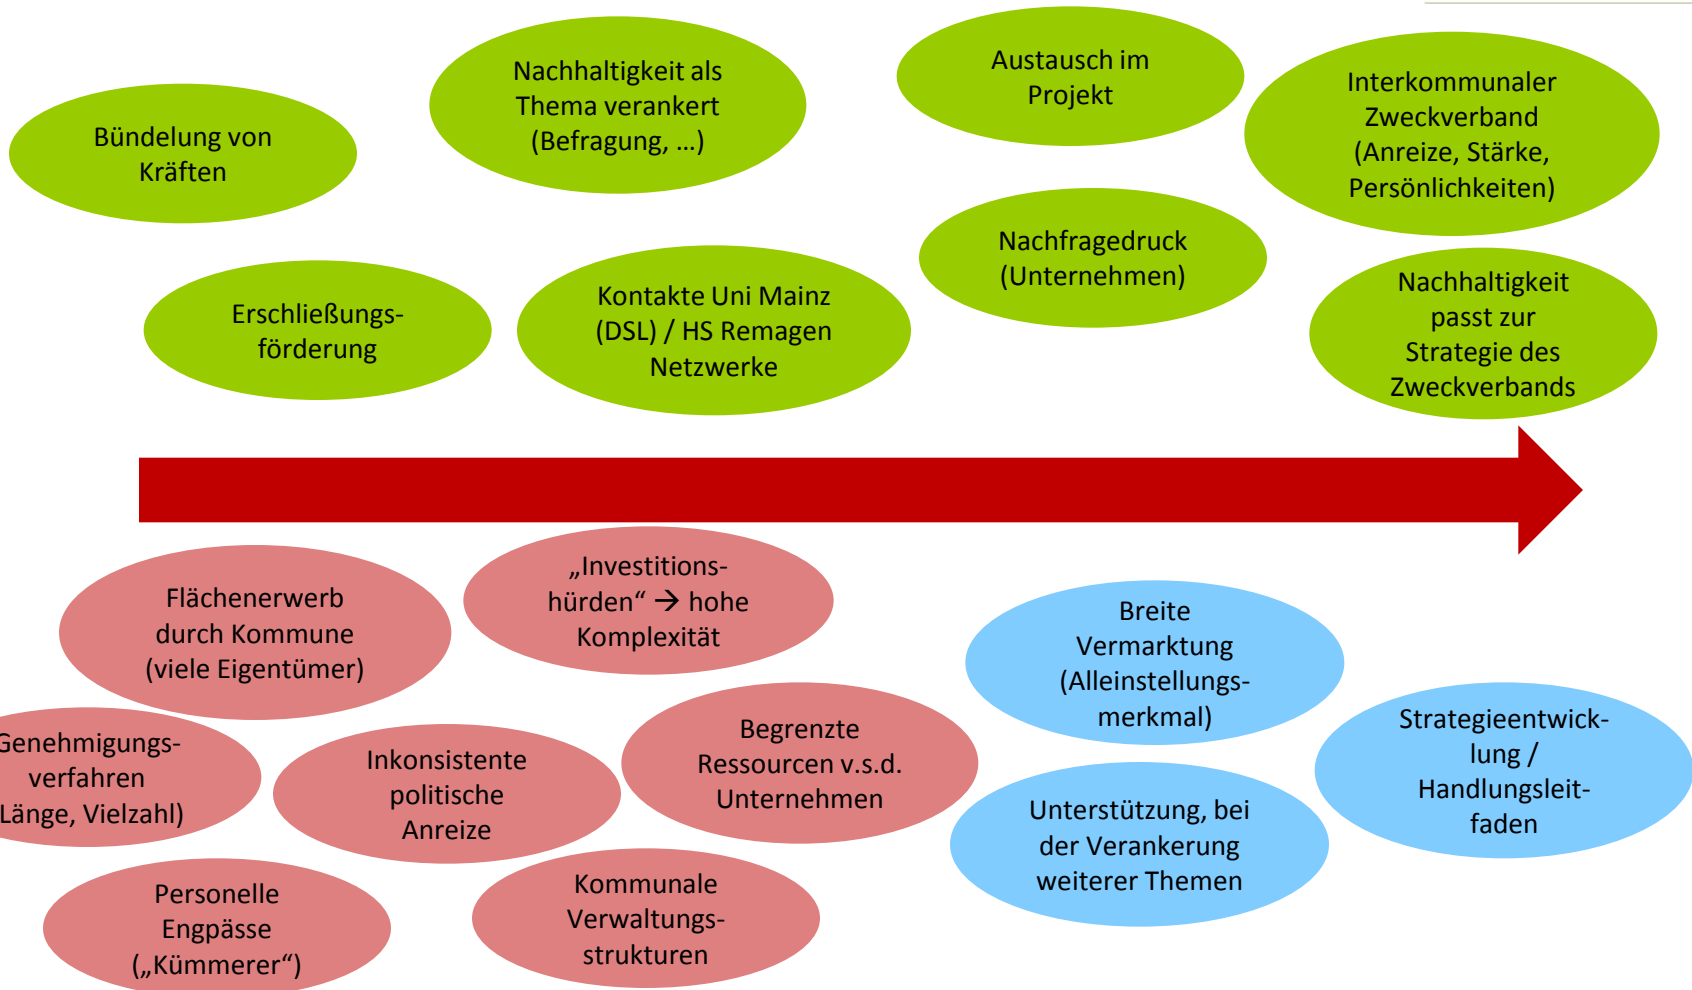 Bündelung von
Kräften
Nachhaltigkeit als
Thema verankert
(Befragung, …)
Austausch im
Projekt
Interkommunaler
Zweckverband
(Anreize, Stärke,
Persönlichkeiten)
Erschließungs-
förderung
Kontakte Uni Mainz
(DSL) / HS Remagen
Netzwerke
Nachfragedruck
(Unternehmen)
Nachhaltigkeit
passt zur
Strategie des
Zweckverbands
Flächenerwerb
durch Kommune
(viele Eigentümer)
„Investitions-
hürden“ → hohe
Komplexität
Genehmigungs-
verfahren
(Länge, Vielzahl)
Inkonsistente
politische
Anreize
Begrenzte
Ressourcen v.s.d.
Unternehmen
Personelle
Engpässe
(„Kümmerer“)
Kommunale
Verwaltungs-
strukturen
Breite
Vermarktung
(Alleinstellungs-
merkmal)
Unterstützung, bei
der Verankerung
weiterer Themen
Strategieentwick-
lung /
Handlungsleit-
faden